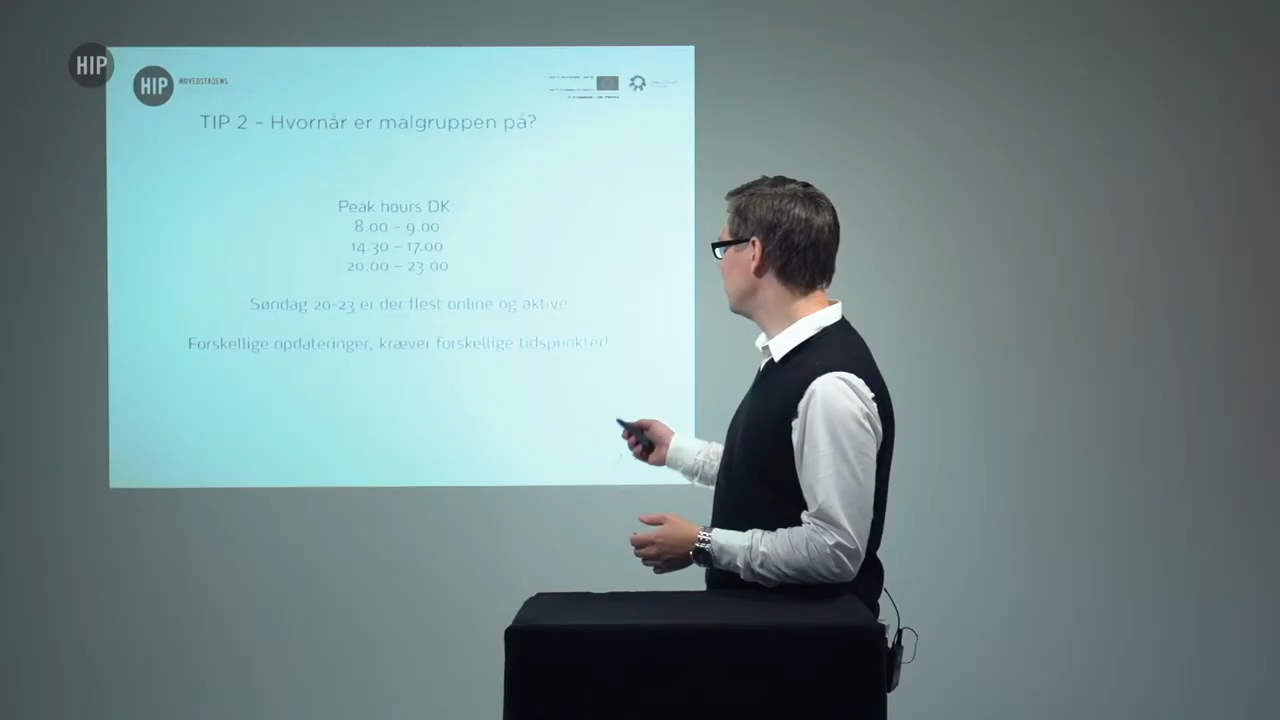 HIP
HIP
HOVEDSTADENS
TIP 2 – Hvornår er målgruppen på?
Peak hours DK:
8.00 – 9.00
14.30 – 17.00
20.00 – 23.00
Søndag 20-23 er der flest online og aktive
Forskellige opdateringer, kræver forskellige tidspunkter!